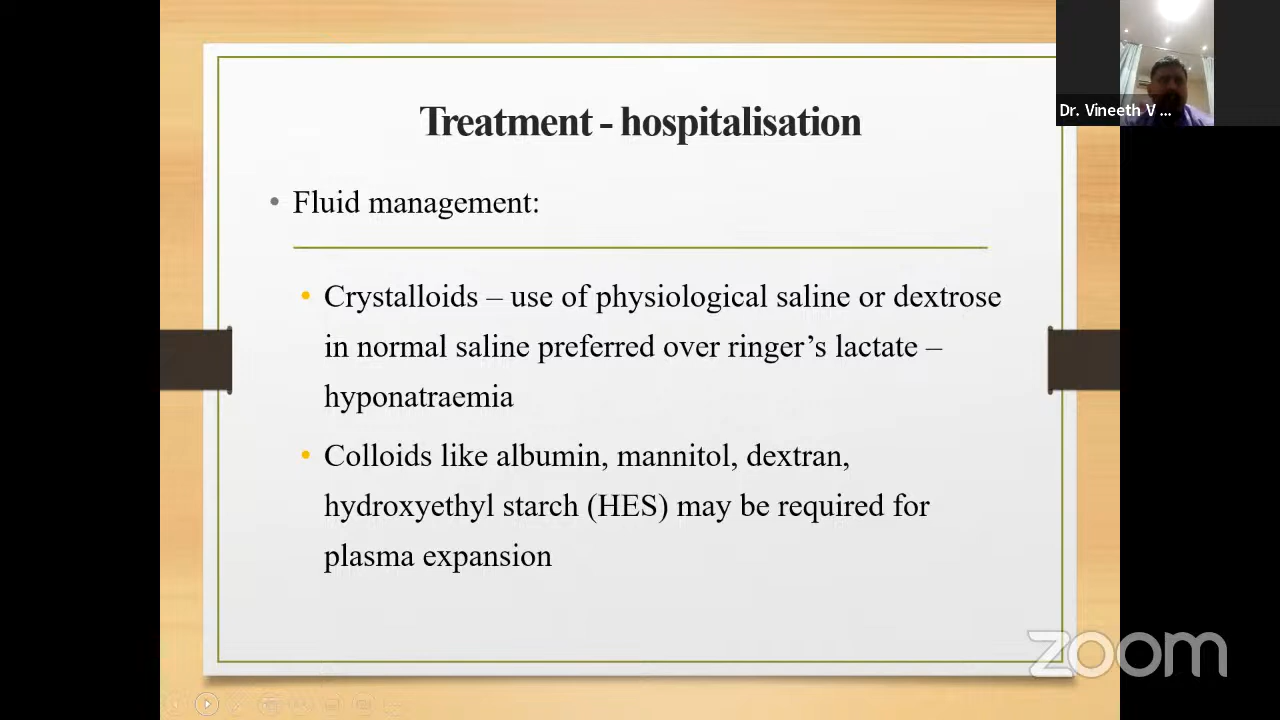 Treatment - hospitalisation
Dr. Vineeth V ...
• Fluid management:
• Crystalloids – use of physiological saline or dextrose
in normal saline preferred over ringer’s lactate –
hyponatraemia
• Colloids like albumin, mannitol, dextran,
hydroxyethyl starch (HES) may be required for
plasma expansion
zoom